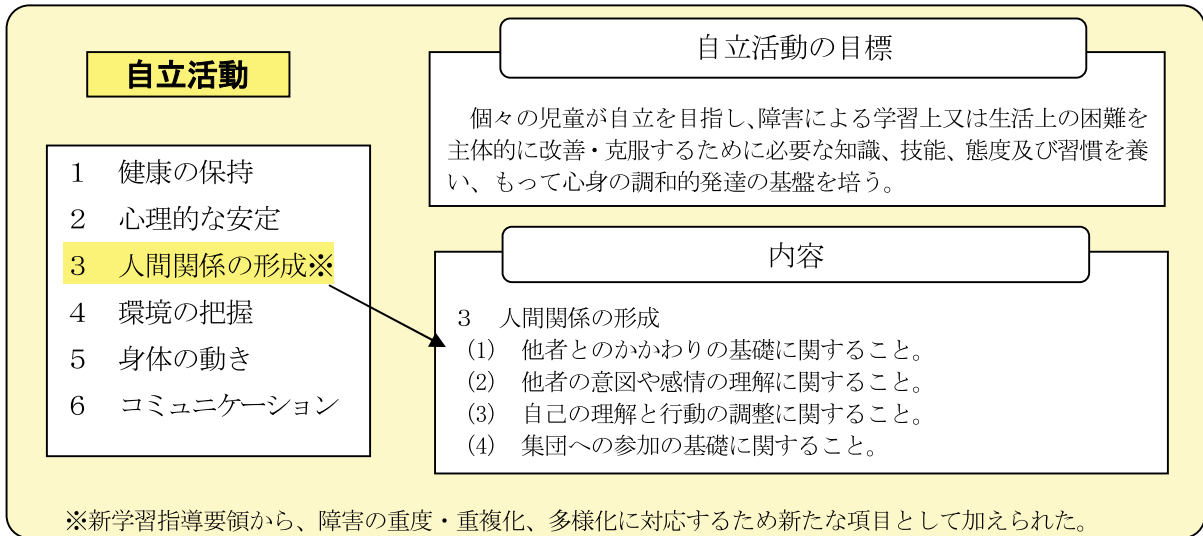 自立活動
1　健康の保持
2　心理的な安定
3　人間関係の形成※
4　環境の把握
5　身体の動き
6　コミュニケーション
自立活動の目標
個々の児童が自立を目指し、障害による学習上又は生活上の困難を
主体的に改善・克服するために必要な知識、技能、態度及び習慣を養
い、もって心身の調和的発達の基盤を培う。
内容
3　人間関係の形成
(1)　他者とのかかわりの基礎に関すること。
(2)　他者の意図や感情の理解に関すること。
(3)　自己の理解と行動の調整に関すること。
(4)　集団への参加の基礎に関すること。
※新学習指導要領から、障害の重度・重複化、多様化に対応するため新たな項目として加えられた。